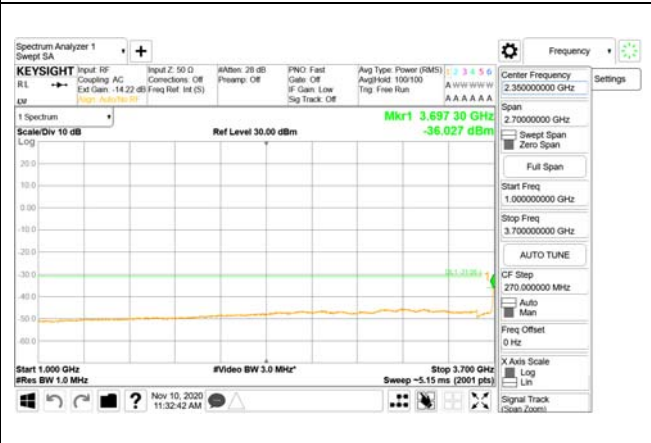 Spectrum Analyzer 1
Swept SA
+
Frequency
KEYSIGHT
Input: RF
Input Z: 50 Ω
#Atten: 28 dB
PNO: Fast
Avg Type: Power (RMS)
1 2 3 4 5 6
RL
Coupling: AC
Corrections: Off
Preamp: Off
Gate: Off
Avg|Hold: 100/100
A W W W W W
Ext Gain: -14.22 dB
Freq Ref: Int (S)
IF Gain: Low
Trig: Free Run
Align: Auto/No RF
Sig Track: Off
A A A A A A
LXI
1 Spectrum
Mkr1 3.697 30 GHz
Scale/Div 10 dB
Ref Level 30.00 dBm
-36.027 dBm
Log
20.0
10.0
0.00
-10.0
-20.0
-30.0
-40.0
-50.0
-60.0
1
Start 1.000 GHz
#Video BW 3.0 MHz*
Stop 3.700 GHz
#Res BW 1.0 MHz
Sweep ~5.15 ms (2001 pts)
?
Nov 10, 2020
11:32:42 AM
Center Frequency
2.350000000 GHz
Settings
Span
2.70000000 GHz
Swept Span
Zero Span
Full Span
Start Freq
1.000000000 GHz
Stop Freq
3.700000000 GHz
AUTO TUNE
CF Step
270.000000 MHz
Auto
Man
Freq Offset
0 Hz
X Axis Scale
Log
Lin
Signal Track
(Span Zoom)